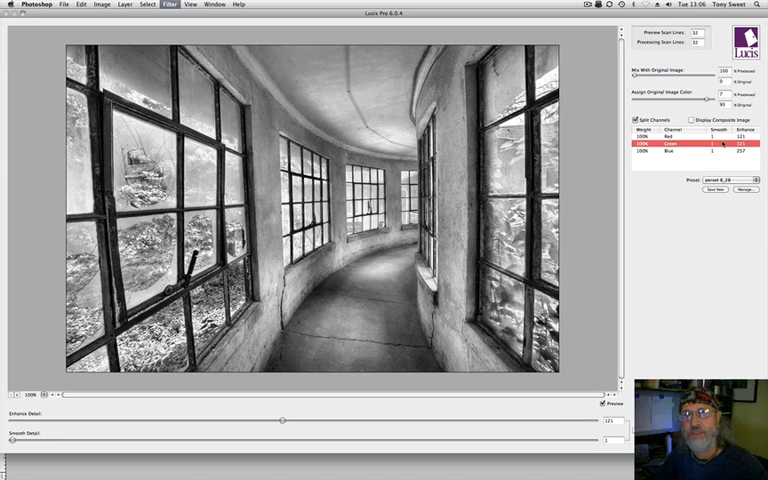 Photoshop File Edit Image Layer Select Filter View Window Help Tue 13:06 Tony Sweet
Lucis Pro 6.0.4
Preview Scan Lines: 32
Processing Scan Lines: 32
Lucis
Mix With Original Image: 100 % Processed
0 % Original
Assign Original Image Color: 7 % Processed
93 % Original
Split Channels Display Composite Image
Weight Channel Smooth Enhance
100% Red 1 121
100% Green 1 121
100% Blue 1 257
Preset:
Save New Manage...
100%
Preview
Enhance Detail:
121
Smooth Detail:
1